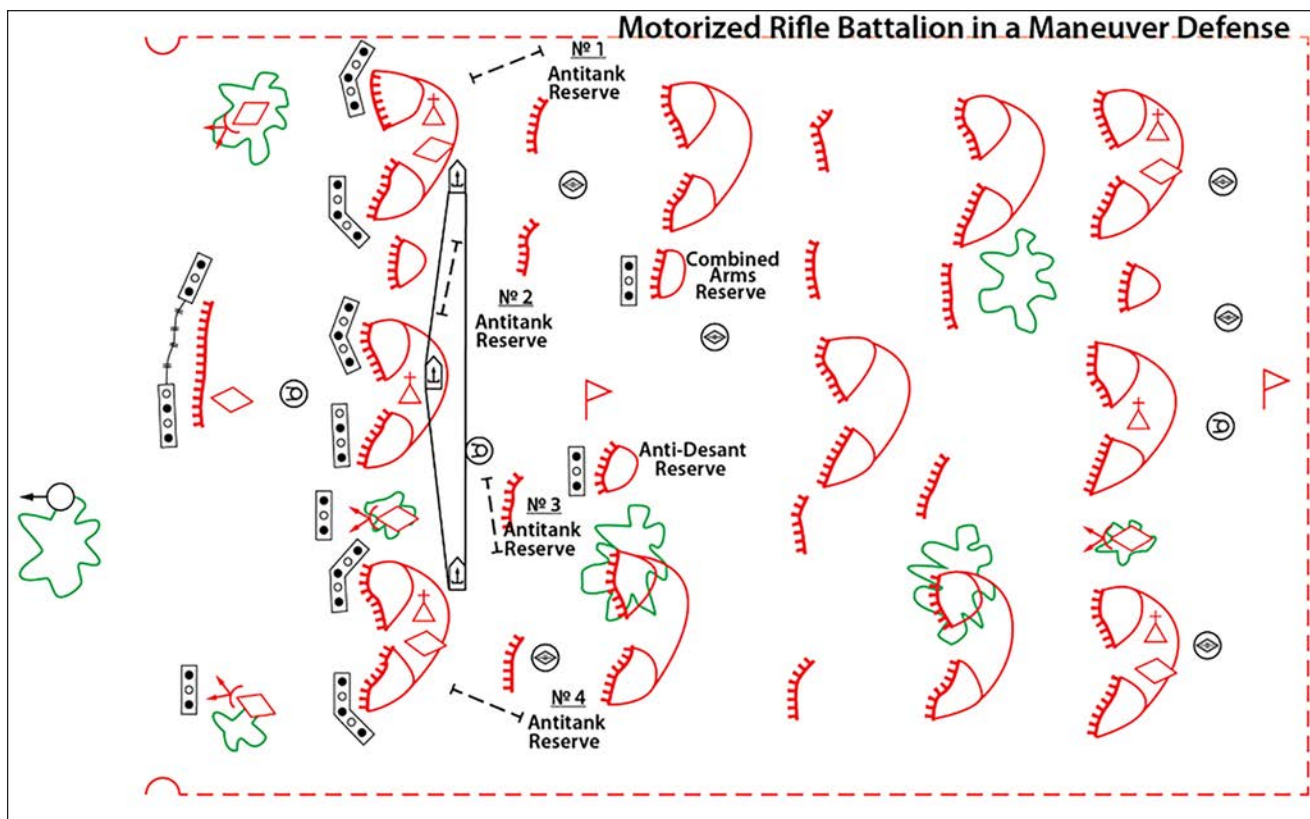 Motorized Rifle Battalion in a Maneuver Defense
№ 1
Antitank
Reserve
№ 2
Antitank
Reserve
Combined
Arms
Reserve
Anti-Desant
Reserve
№ 3
Antitank
Reserve
№ 4
Antitank
Reserve